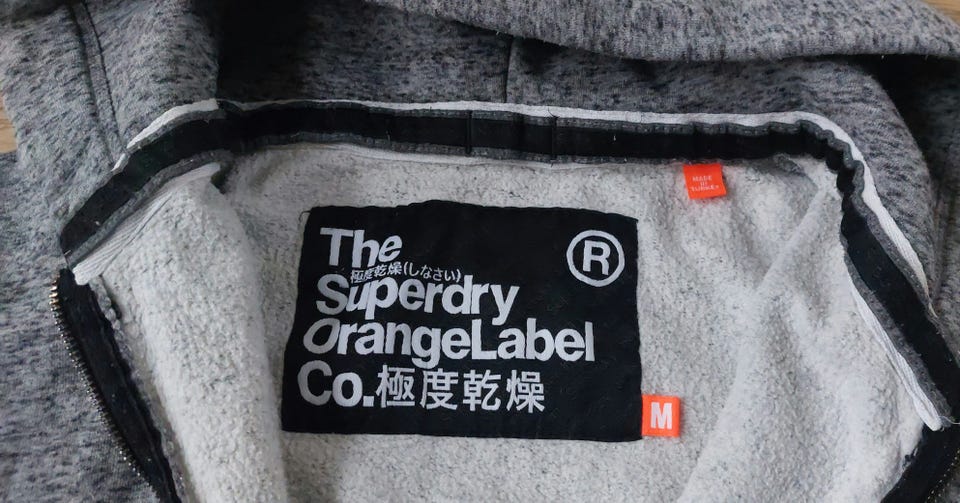 MADE
IN
TURKEY
The
極度乾燥(しなさい)
Superdry
OrangeLabel
Co.極度乾燥
®
M